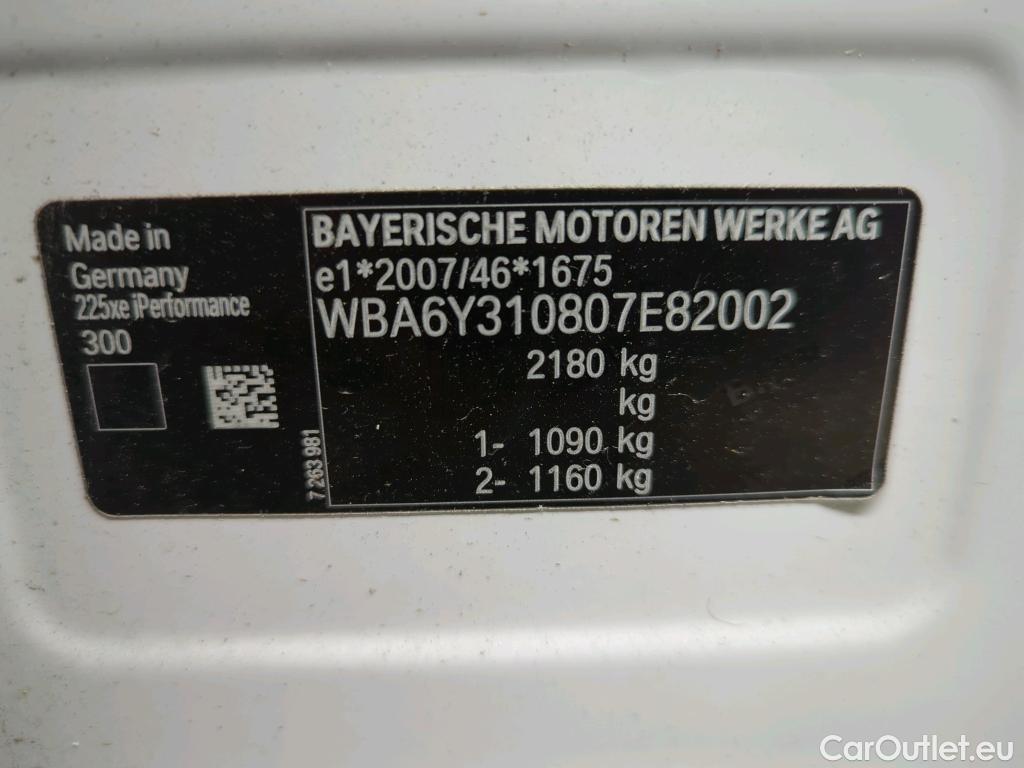 Made in
Germany
225xe iPerformance
300
7 263 981
BAYERISCHE MOTOREN WERKE AG
e1*2007/46*1675
WBA6Y310807E82002
2180 kg
kg
1- 1090 kg
2- 1160 kg
CarOutlet.eu